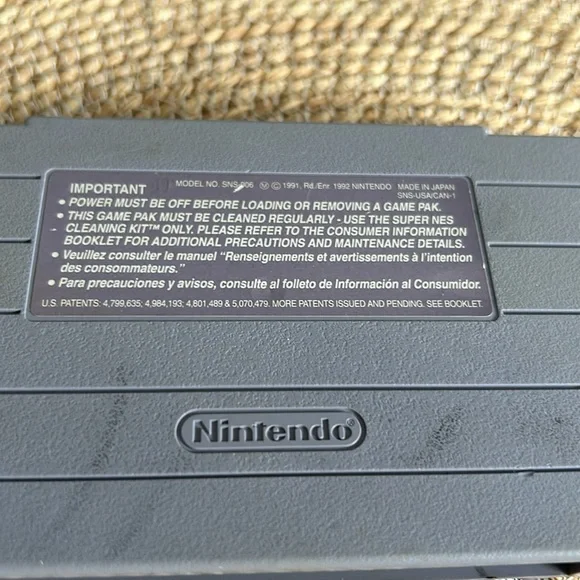 IMPORTANT MODEL NO. SNS-006 Ⓜ © 1991. Rd./Enr. 1992 NINTENDO MADE IN JAPAN
SNS-USA/CAN-1
• POWER MUST BE OFF BEFORE LOADING OR REMOVING A GAME PAK.
• THIS GAME PAK MUST BE CLEANED REGULARLY - USE THE SUPER NES
CLEANING KIT™ ONLY. PLEASE REFER TO THE CONSUMER INFORMATION
BOOKLET FOR ADDITIONAL PRECAUTIONS AND MAINTENANCE DETAILS.
• Veuillez consulter le manuel "Renseignements et avertissements à l'intention
des consommateurs."
• Para precauciones y avisos, consulte al folleto de Información al Consumidor.
U.S. PATENTS: 4,799,635; 4,984,193; 4,801,489 & 5,070,479. MORE PATENTS ISSUED AND PENDING. SEE BOOKLET.
Nintendo®